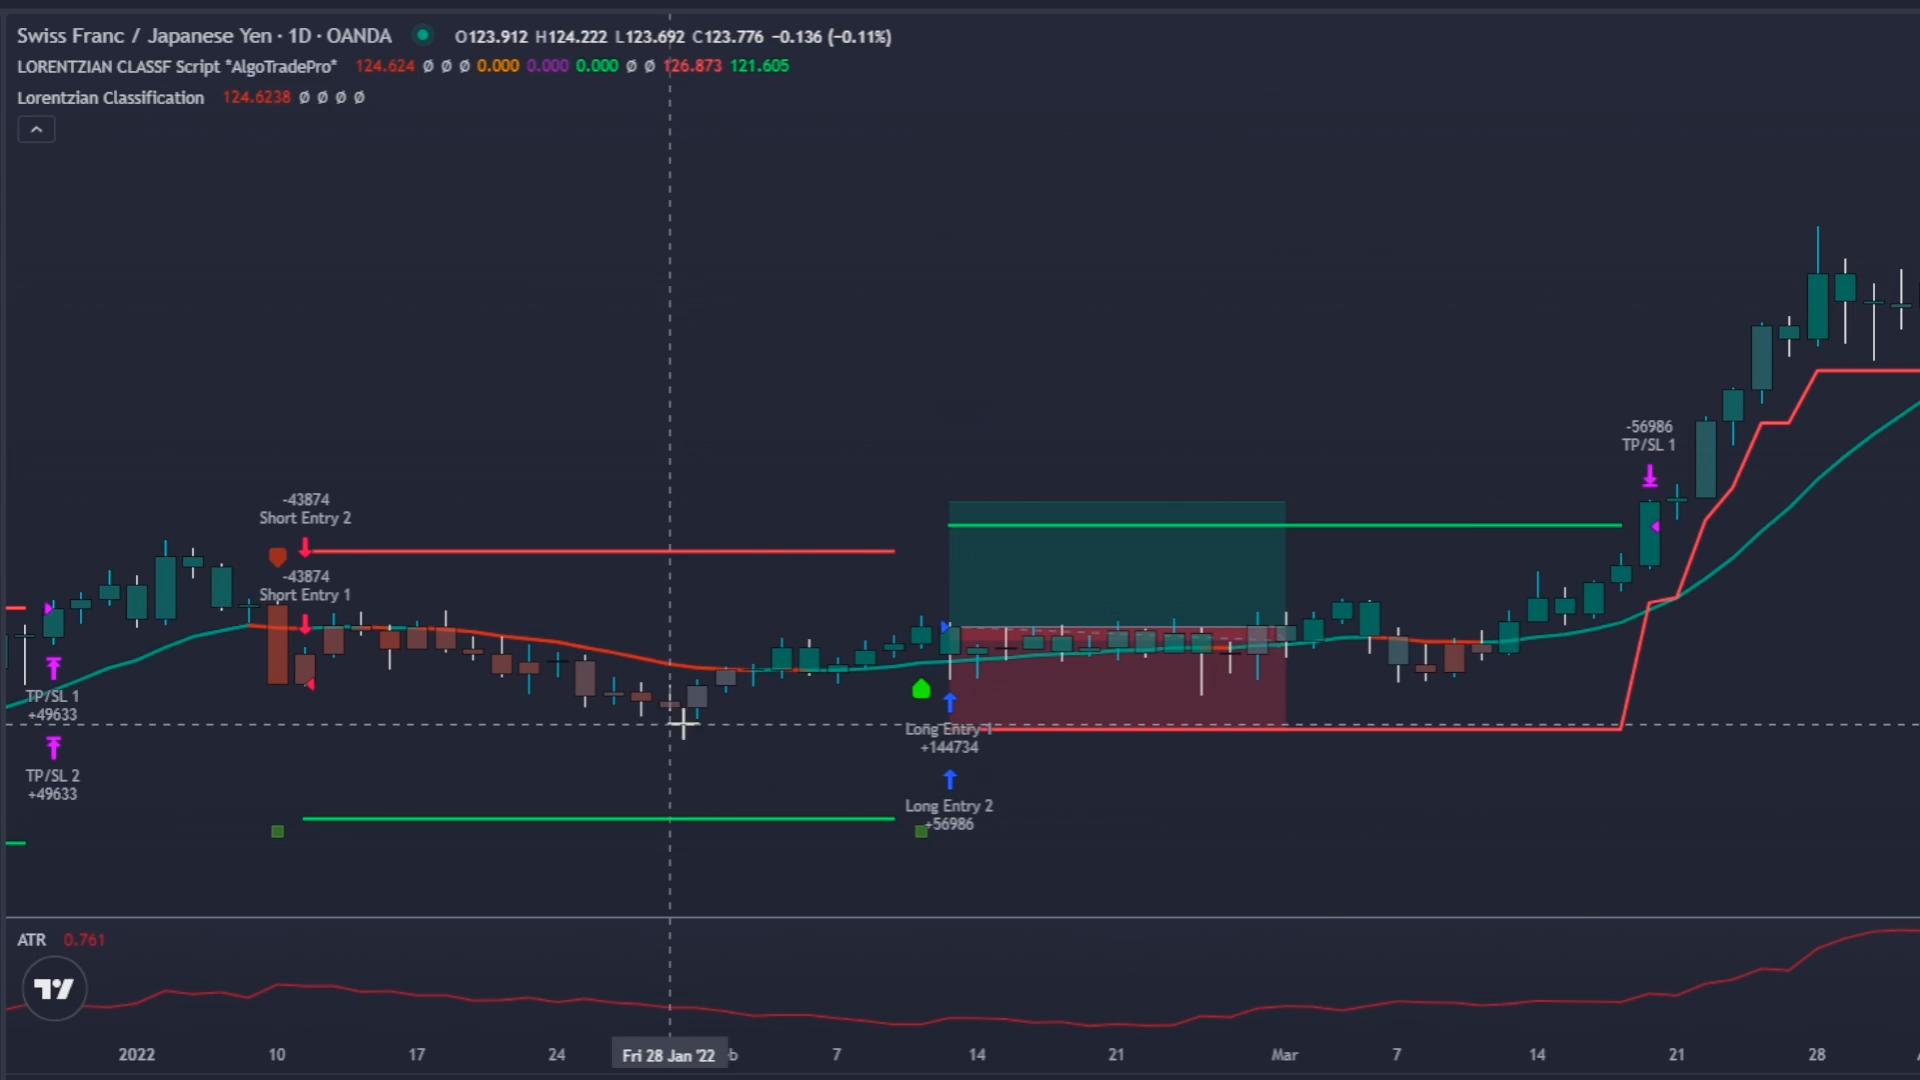 Swiss Franc / Japanese Yen · 1D · OANDA O123.912 H124.222 L123.692 C123.776 −0.136 (−0.11%)
LORENTZIAN CLASSF Script *AlgoTradePro* 124.624 Ø Ø Ø 0.000 0.000 0.000 Ø Ø 126.873 121.605
Lorentzian Classification 124.6238 Ø Ø Ø Ø
-56986
TP/SL 1
-43874
Short Entry 2
-43874
Short Entry 1
TP/SL 1
+49633
Long Entry 1
+144734
TP/SL 2
+49633
Long Entry 2
+56986
ATR 0.761
2022 10 17 24 Fri 28 Jan '22 b 7 14 21 Mar 7 14 21 28